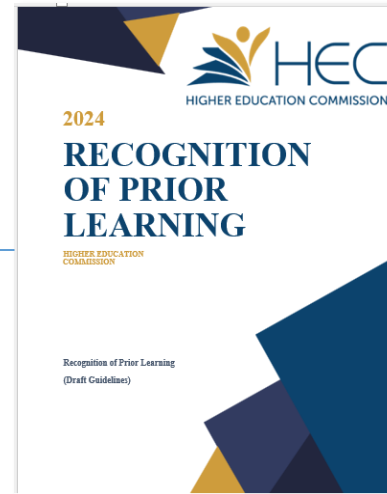 HEC
HIGHER EDUCATION COMMISSION
2024
RECOGNITION
OF PRIOR
LEARNING
HIGHER EDUCATION
COMMISSION
Recognition of Prior Learning
(Draft Guidelines)